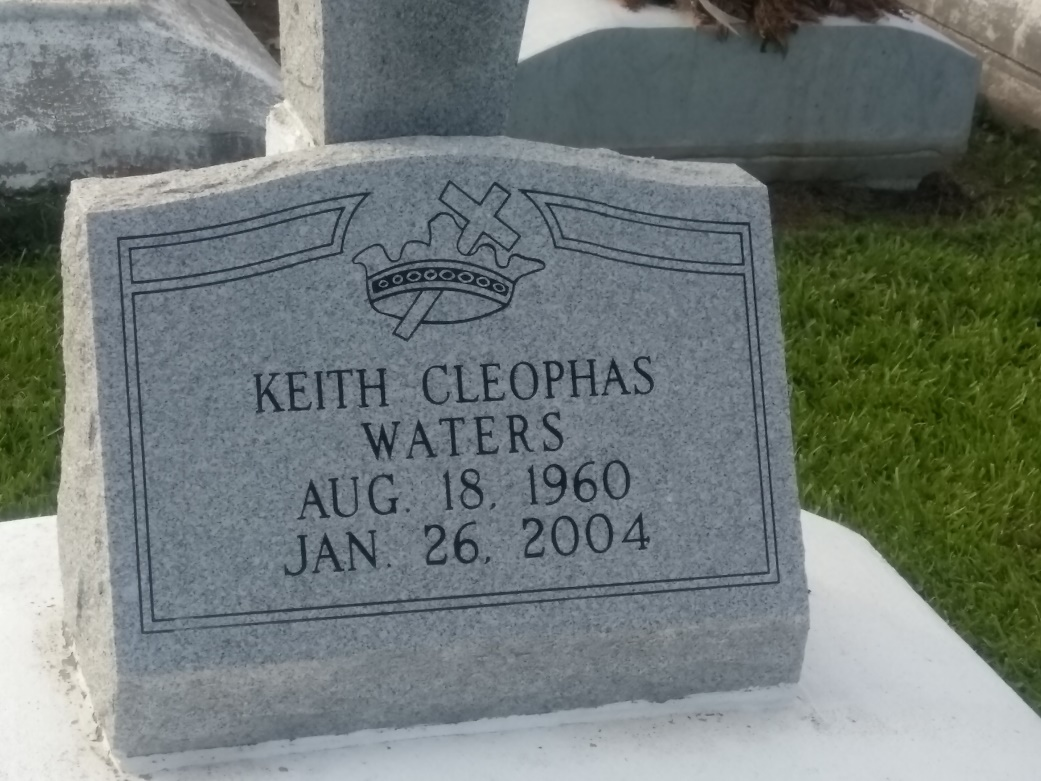 KEITH CLEOPHAS
WATERS
AUG. 18, 1960
JAN. 26, 2004